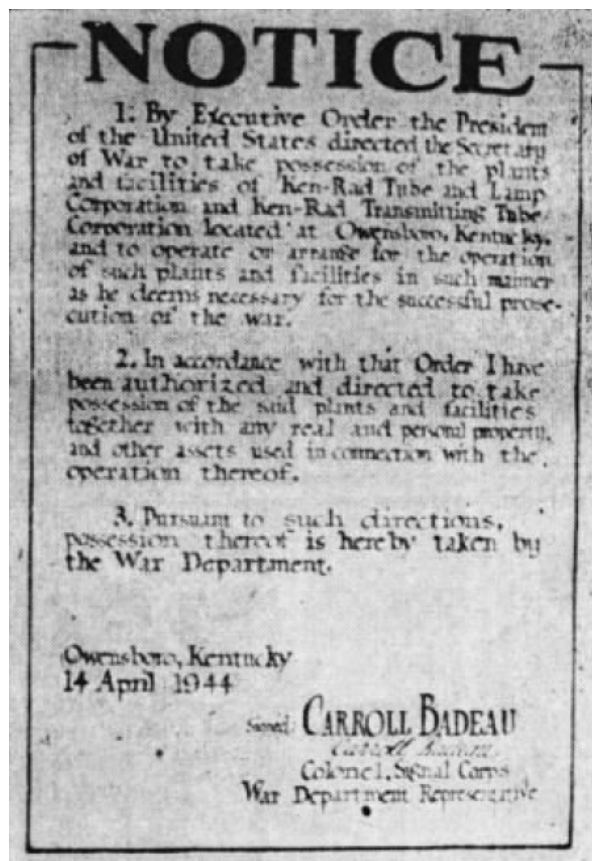 NOTICE
1. By Executive Order the President
of the United States directed the Secretary
of War to take possession of the plants
and facilities of Ken-Rad Tube and Lamp
Corporation and Ken-Rad Transmitting Tube
Corporation located at Owensboro, Kentucky,
and to operate or arrange for the operation
of such plants and facilities in such manner
as he deems necessary for the successful prose-
cution of the war.
2. In accordance with that Order I have
been authorized and directed to take
possession of the said plants and facilities
together with any real and personal property,
and other assets used in connection with the
operation thereof.
3. Pursuant to such directions,
possession thereof is hereby taken by
the War Department.
Owensboro, Kentucky
14 April 1944
Signed CARROLL BADEAU
Carroll Badeau
Colonel, Signal Corps
War Department Representative